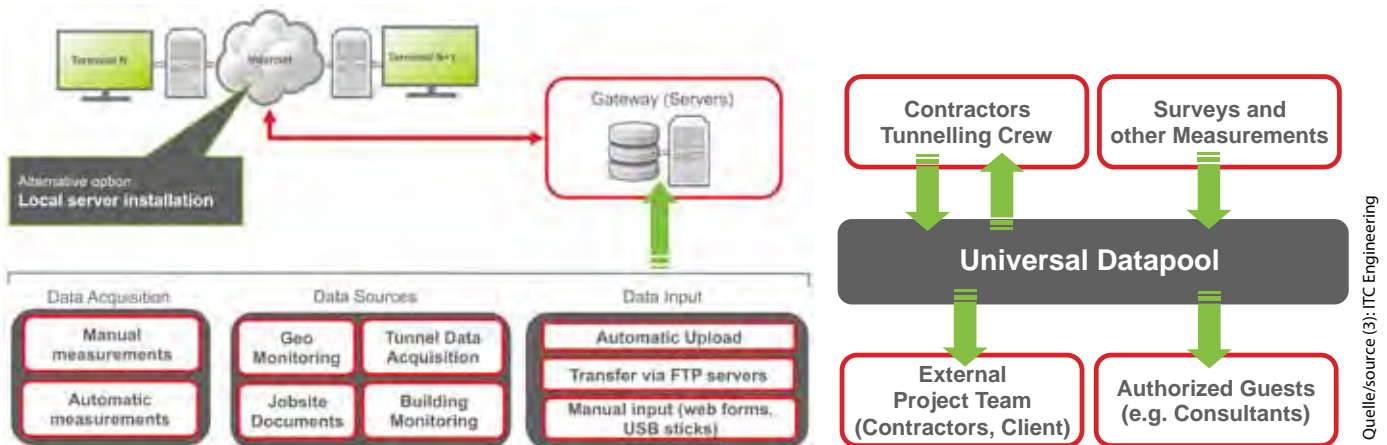 Terminal N
Internet
Terminal N+1
Gateway (Servers)
Alternative option:
Local server installation
Data Acquisition
Data Sources
Data Input
Manual
measurements
Automatic
measurements
Geo
Monitoring
Tunnel Data
Acquisition
Jobsite
Documents
Building
Monitoring
Automatic Upload
Transfer via FTP servers
Manual input (web forms,
USB sticks)
Contractors
Tunnelling Crew
Surveys and
other Measurements
Universal Datapool
External
Project Team
(Contractors, Client)
Authorized Guests
(e.g. Consultants)
Quelle/source (3): ITC Engineering